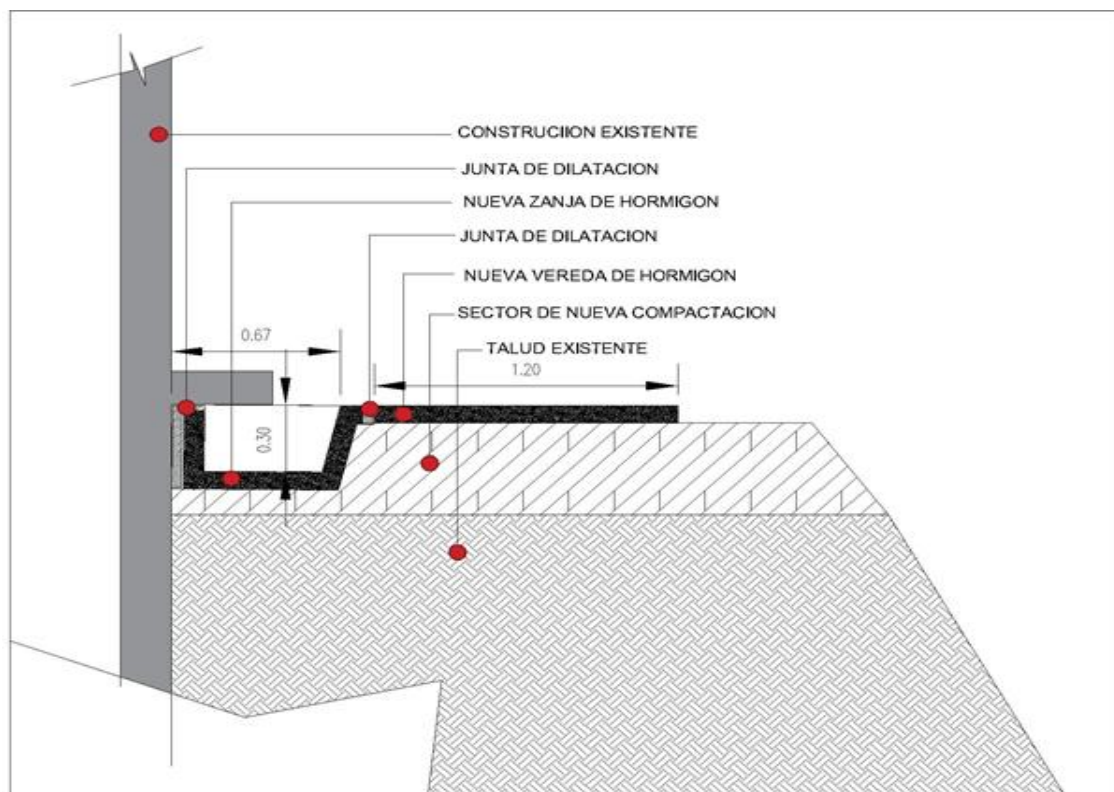 CONSTRUCIION EXISTENTE
JUNTA DE DILATACION
NUEVA ZANJA DE HORMIGON
JUNTA DE DILATACION
NUEVA VEREDA DE HORMIGON
SECTOR DE NUEVA COMPACTACION
0.67
TALUD EXISTENTE
1.20
0.30